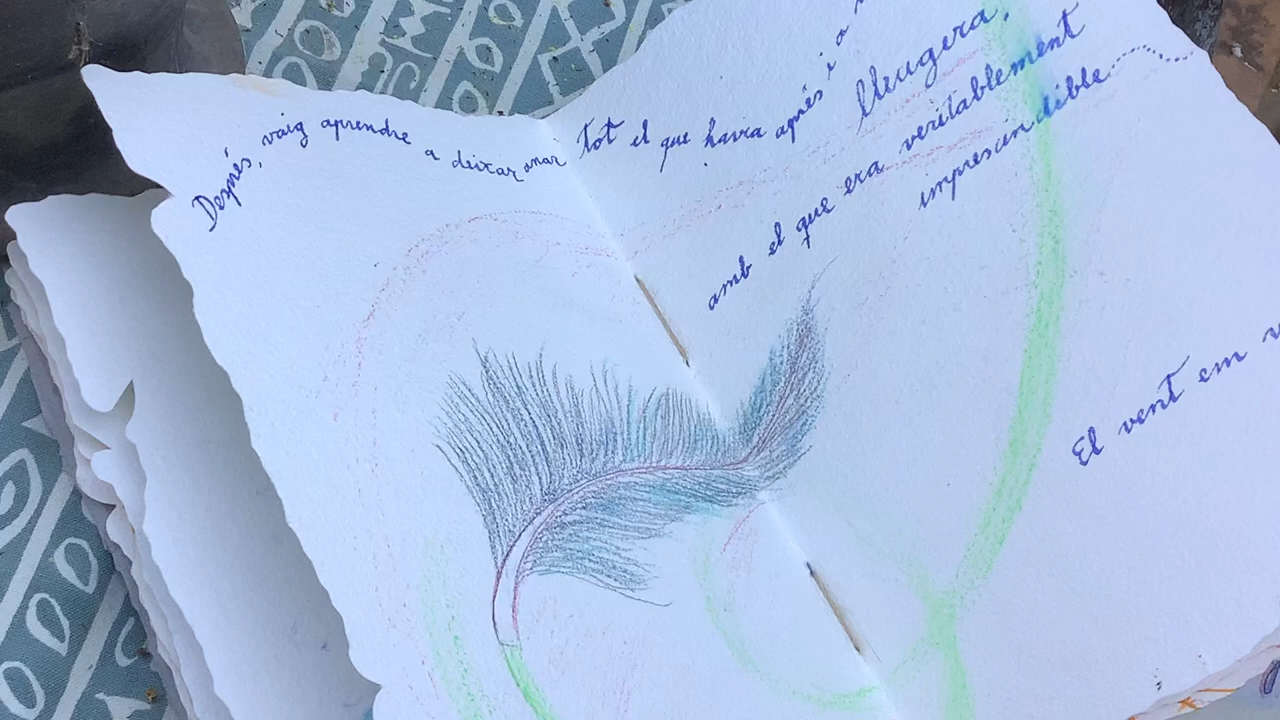 Després, vaig aprendre a deixar anar tot el que havia après i a
lleugera,
amb el que era veritablement
imprescindible
El vent em